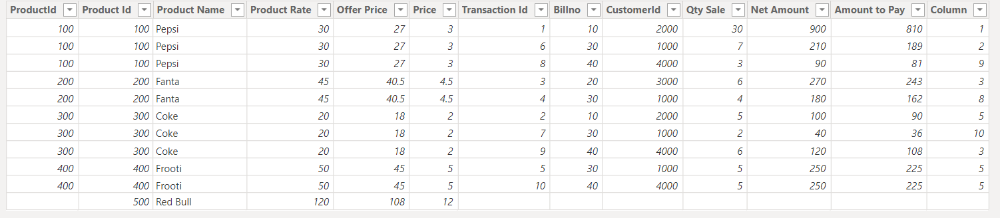 ProductId Product Id Product Name Product Rate Offer Price Price Transaction Id Billno CustomerId Qty Sale Net Amount Amount to Pay Column
100 100 Pepsi 30 27 3 1 10 2000 30 900 810 1
100 100 Pepsi 30 27 3 6 30 1000 7 210 189 2
100 100 Pepsi 30 27 3 8 40 4000 3 90 81 9
200 200 Fanta 45 40.5 4.5 3 20 3000 6 270 243 3
200 200 Fanta 45 40.5 4.5 4 30 1000 4 180 162 8
300 300 Coke 20 18 2 2 10 2000 5 100 90 5
300 300 Coke 20 18 2 7 30 1000 2 40 36 10
300 300 Coke 20 18 2 9 40 4000 6 120 108 3
400 400 Frooti 50 45 5 5 30 1000 5 250 225 5
400 400 Frooti 50 45 5 10 40 4000 5 250 225 5
500 Red Bull 120 108 12